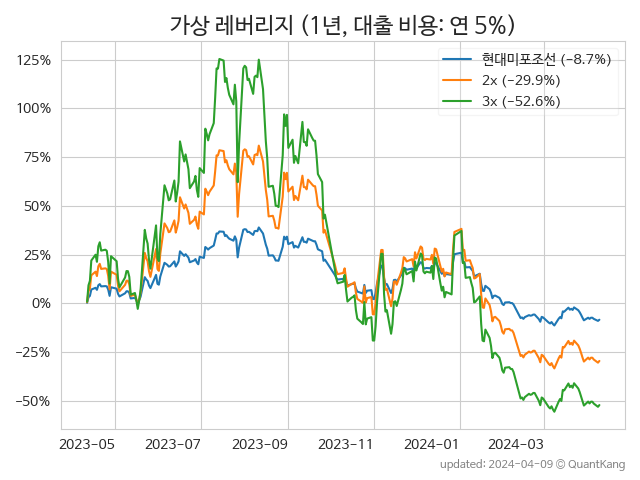 가상 레버리지 (1년, 대출 비용: 연 5%)
현대미포조선 (−8.7%)
2x (−29.9%)
3x (−52.6%)
125%
100%
75%
50%
25%
0%
−25%
−50%
2023-05 2023-07 2023-09 2023-11 2024-01 2024-03
updated: 2024-04-09 © QuantKang